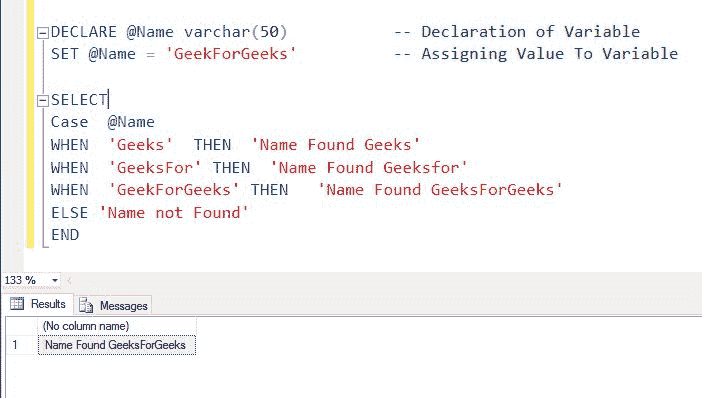 DECLARE @Name varchar(50) -- Declaration of Variable
SET @Name = 'GeekForGeeks' -- Assigning Value To Variable
SELECT
Case @Name
WHEN 'Geeks' THEN 'Name Found Geeks'
WHEN 'GeeksFor' THEN 'Name Found Geeksfor'
WHEN 'GeekForGeeks' THEN 'Name Found GeeksForGeeks'
ELSE 'Name not Found'
END
133 %
Results Messages
(No column name)
1 Name Found GeeksForGeeks